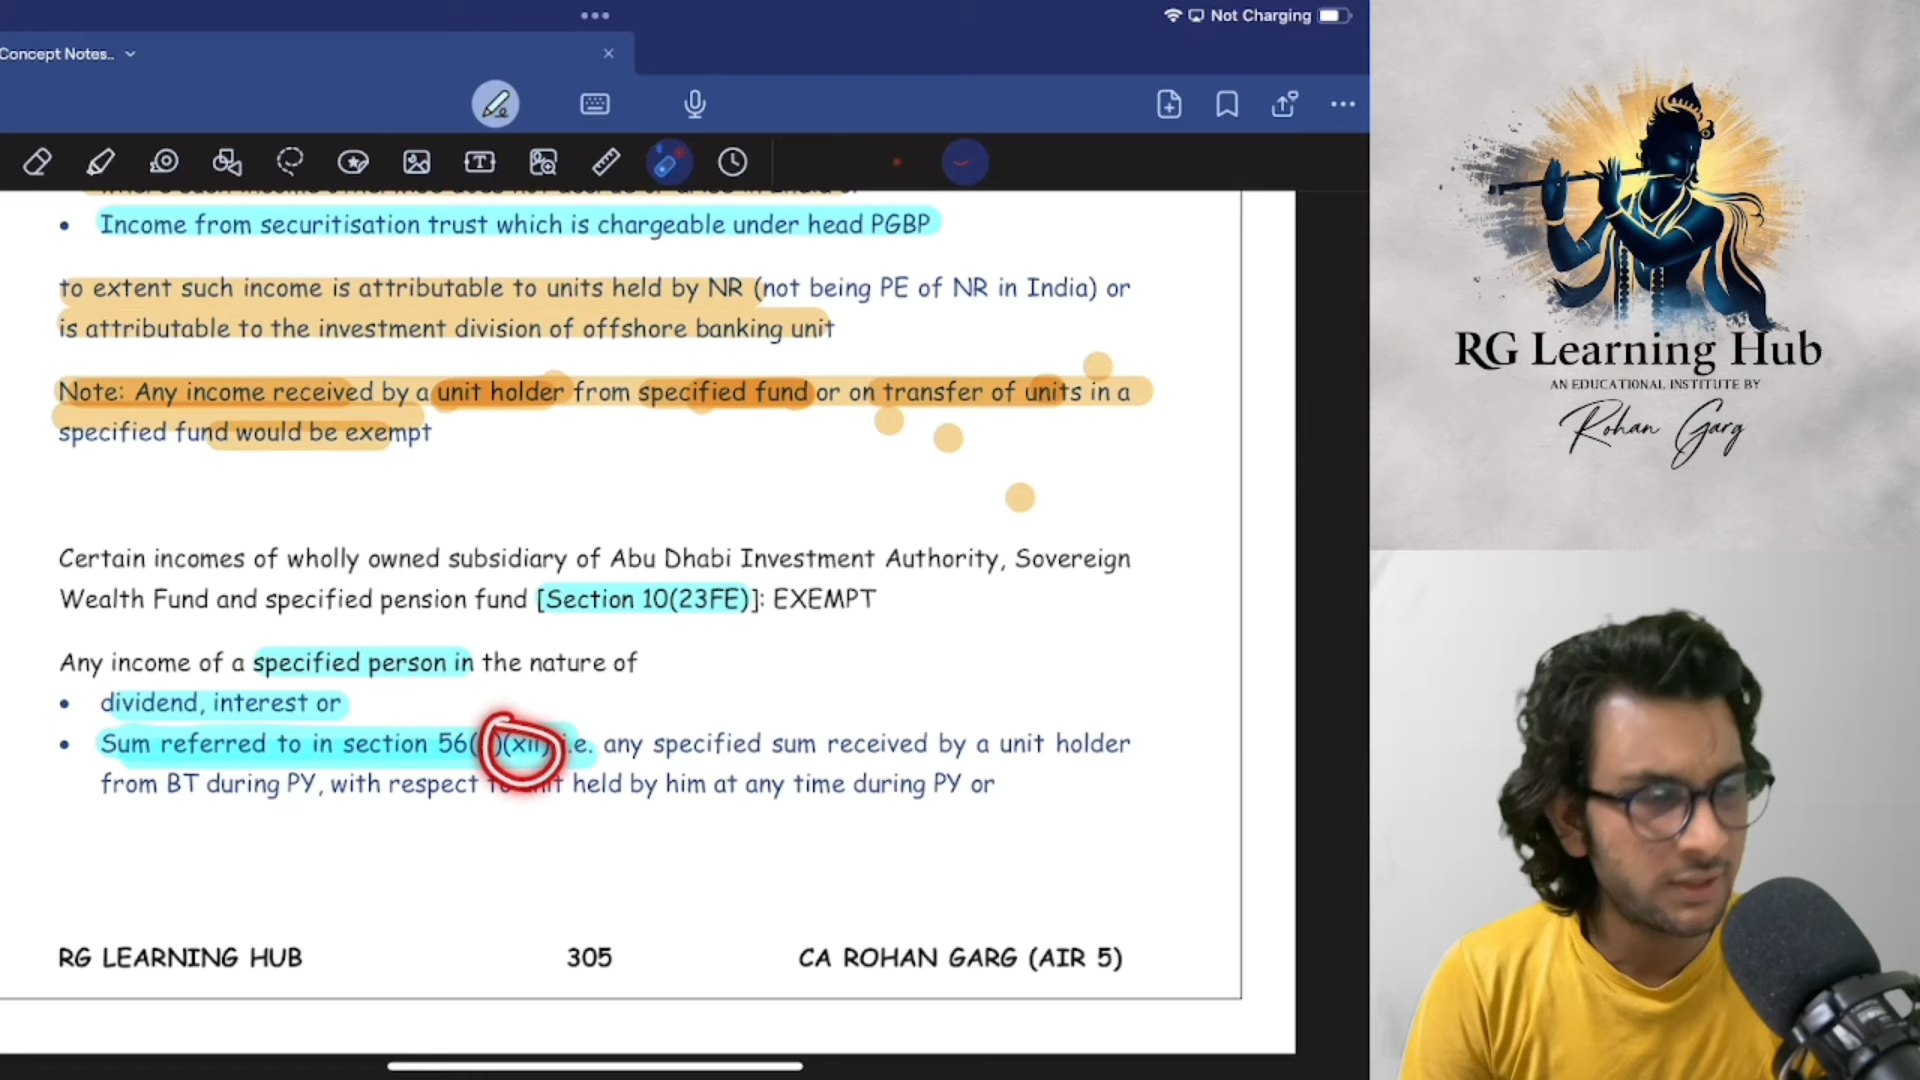 Not Charging
Concept Notes..
Income from securitisation trust which is chargeable under head PGBP
to extent such income is attributable to units held by NR (not being PE of NR in India) or
is attributable to the investment division of offshore banking unit
Note: Any income received by a unit holder from specified fund or on transfer of units in a
specified fund would be exempt
Certain incomes of wholly owned subsidiary of Abu Dhabi Investment Authority, Sovereign
Wealth Fund and specified pension fund [Section 10(23FE)]: EXEMPT
Any income of a specified person in the nature of
• dividend, interest or
• Sum referred to in section i.e. any specified sum received by a unit holder
from BT during PY, with respect to unit held by him at any time during PY or
RG LEARNING HUB 305 CA ROHAN GARG (AIR 5)
RG Learning Hub
AN EDUCATIONAL INSTITUTE BY
Rohan Garg